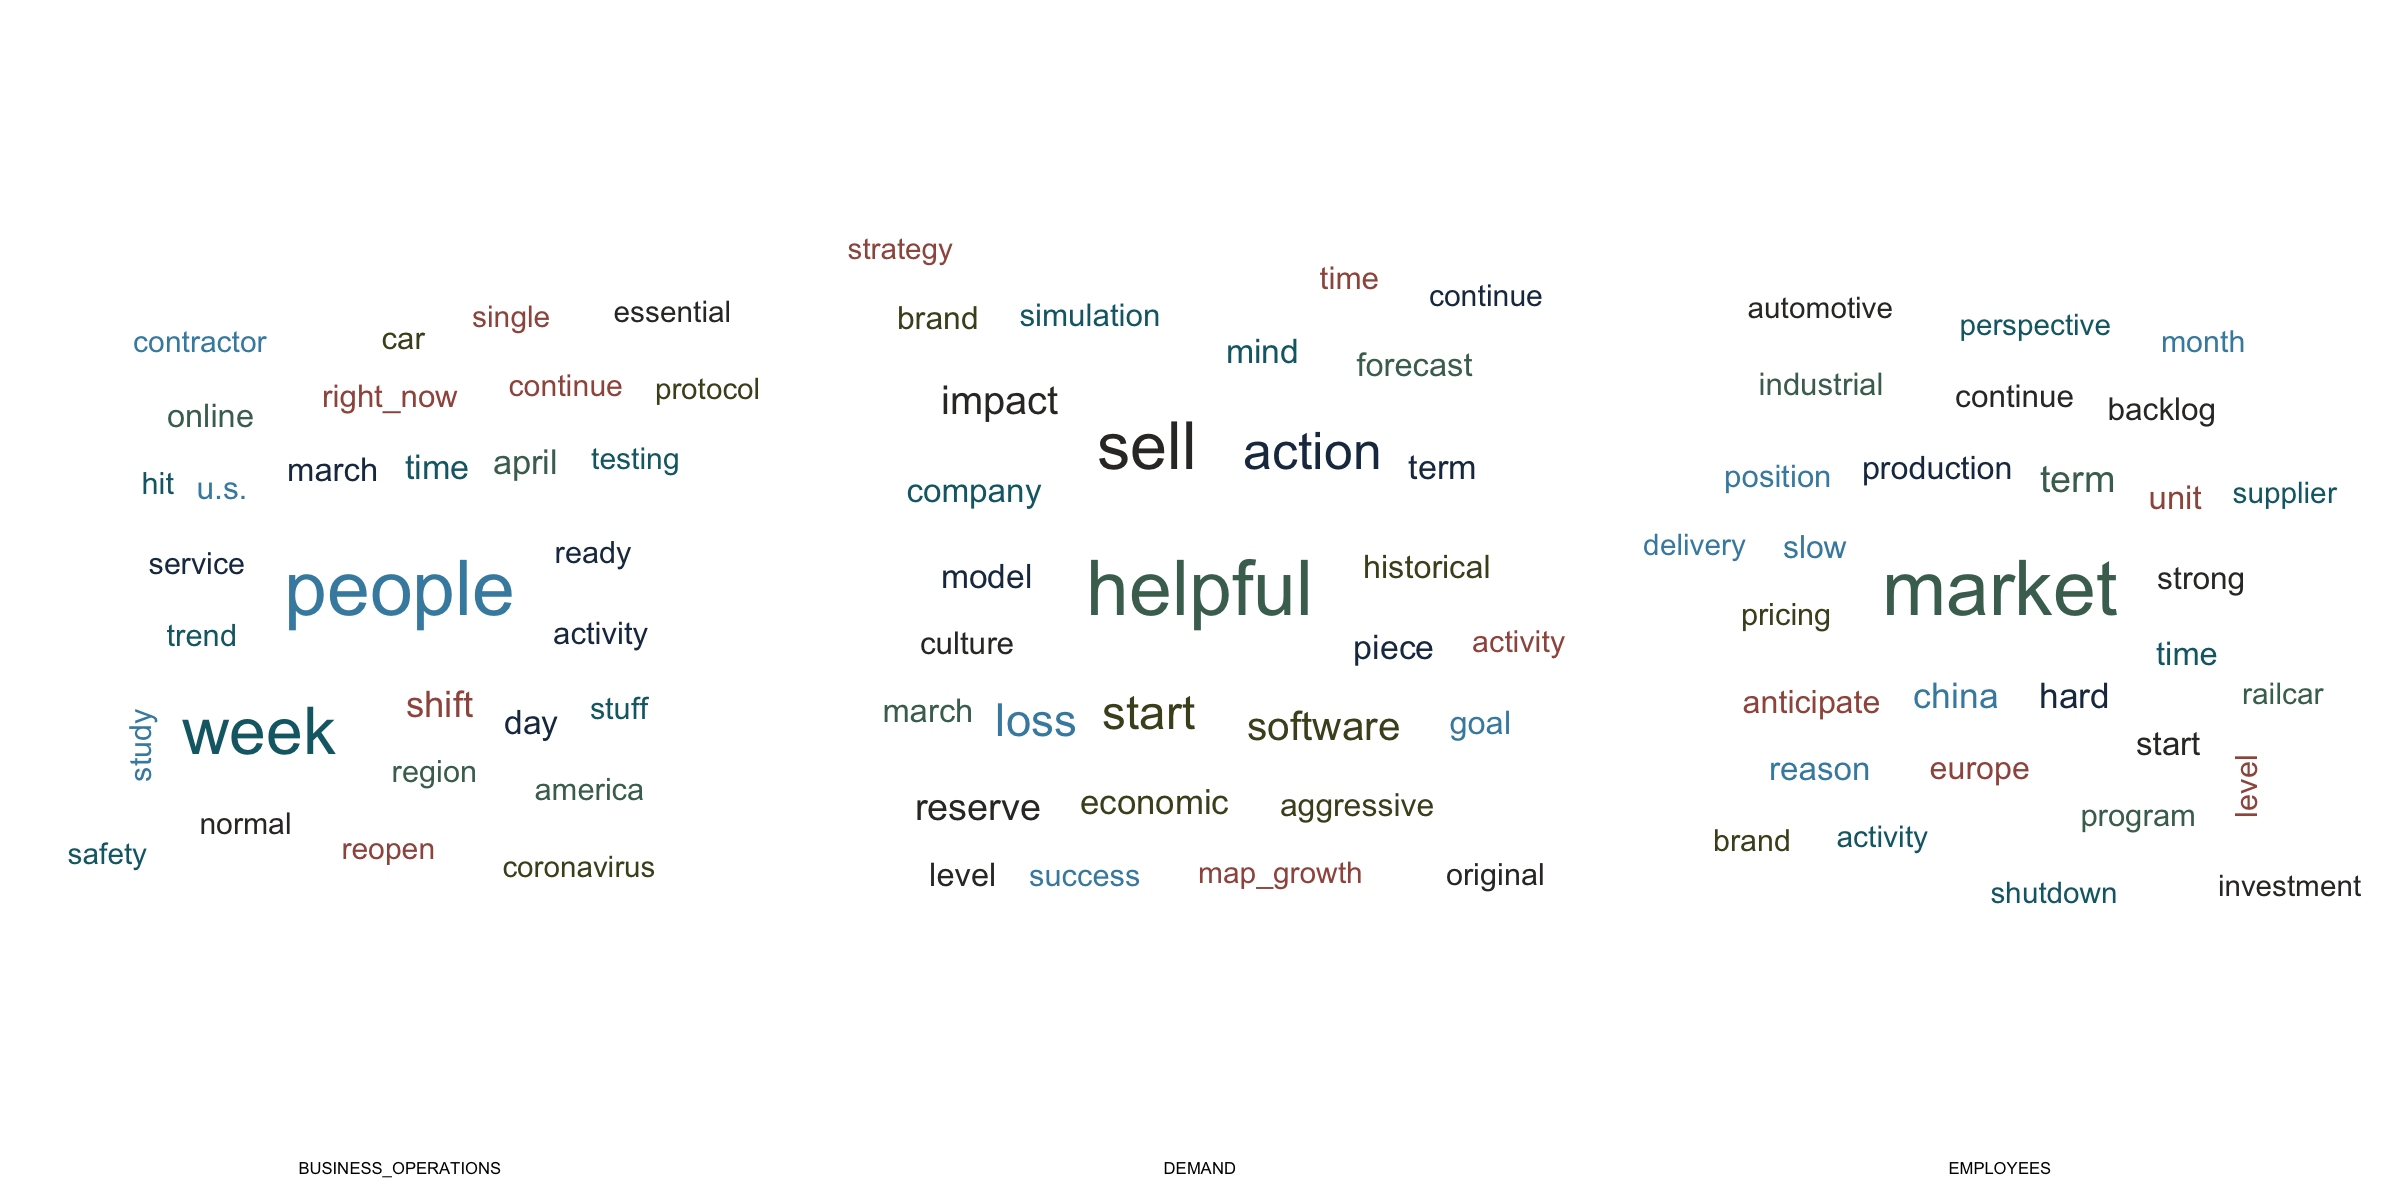 contractor
car
single
essential
online
right_now
continue
protocol
hit
u.s.
march
time
april
testing
service
people
ready
trend
activity
study
week
shift
day
stuff
region
america
normal
safety
reopen
coronavirus
BUSINESS_OPERATIONS
strategy
time
continue
brand
simulation
mind
forecast
impact
sell
action
term
company
model
helpful
historical
culture
piece
activity
march
loss
start
software
goal
reserve
economic
aggressive
level
success
map_growth
original
DEMAND
automotive
perspective
month
industrial
continue
backlog
position
production
term
unit
supplier
delivery
slow
market
strong
pricing
time
anticipate
china
hard
railcar
start
reason
europe
level
program
brand
activity
shutdown
investment
EMPLOYEES